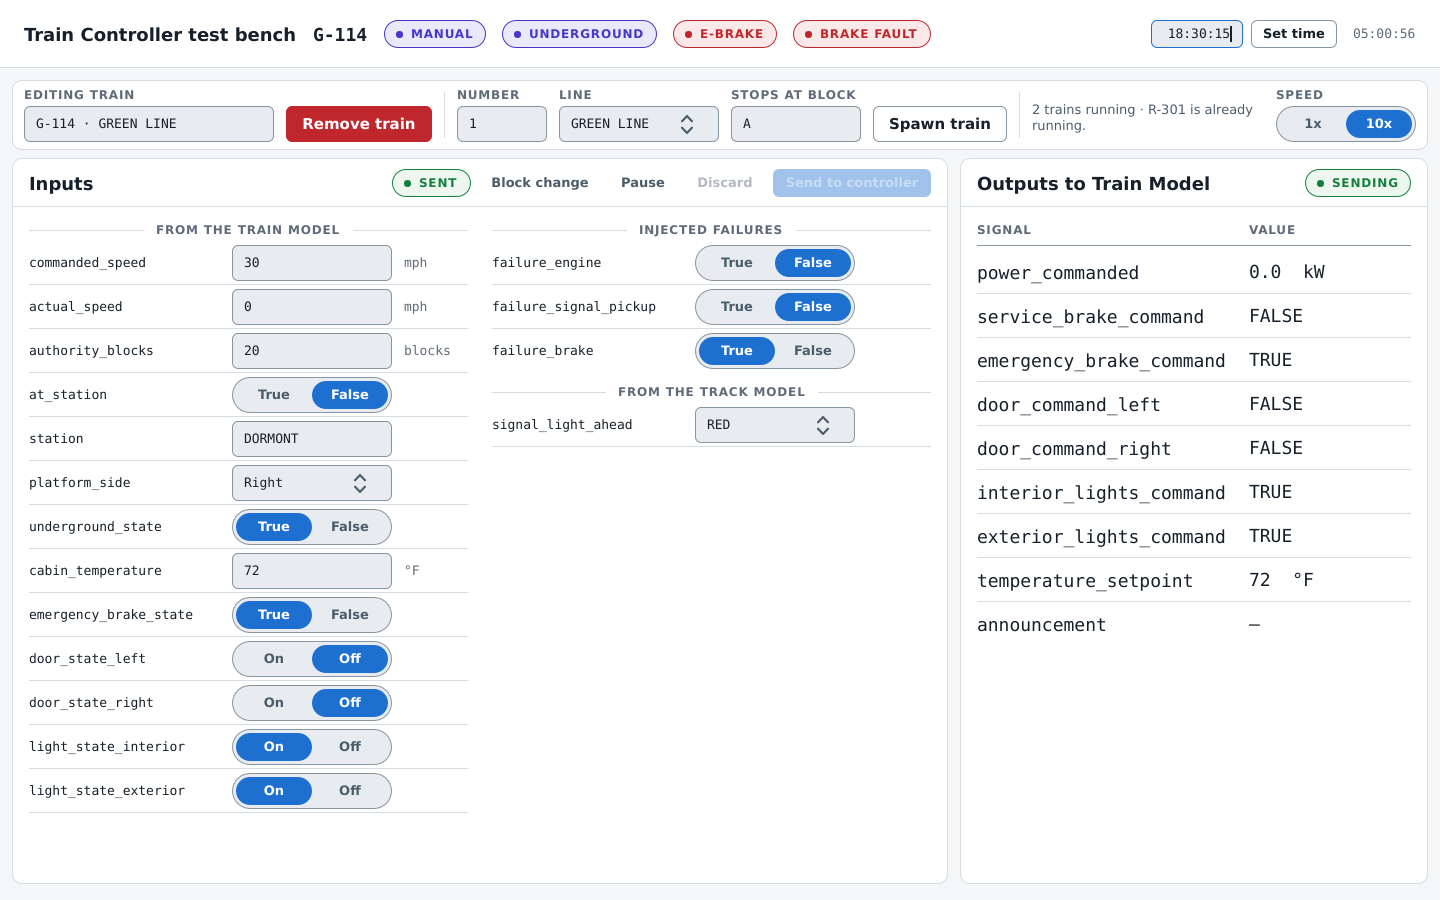 Train Controller test bench G-114 MANUAL UNDERGROUND E-BRAKE BRAKE FAULT 18:30:15 Set time 05:00:56
EDITING TRAIN NUMBER LINE STOPS AT BLOCK SPEED
G-114 · GREEN LINE Remove train 1 GREEN LINE A Spawn train 2 trains running · R-301 is already 1x 10x
running.
Inputs SENT Block change Pause Discard Send to controller
FROM THE TRAIN MODEL
commanded_speed 30 mph
actual_speed 0 mph
authority_blocks 20 blocks
at_station True False
station DORMONT
platform_side Right
underground_state True False
cabin_temperature 72 °F
emergency_brake_state True False
door_state_left On Off
door_state_right On Off
light_state_interior On Off
light_state_exterior On Off
INJECTED FAILURES
failure_engine True False
failure_signal_pickup True False
failure_brake True False
FROM THE TRACK MODEL
signal_light_ahead RED
Outputs to Train Model SENDING
SIGNAL VALUE
power_commanded 0.0 kW
service_brake_command FALSE
emergency_brake_command TRUE
door_command_left FALSE
door_command_right FALSE
interior_lights_command TRUE
exterior_lights_command TRUE
temperature_setpoint 72 °F
announcement —